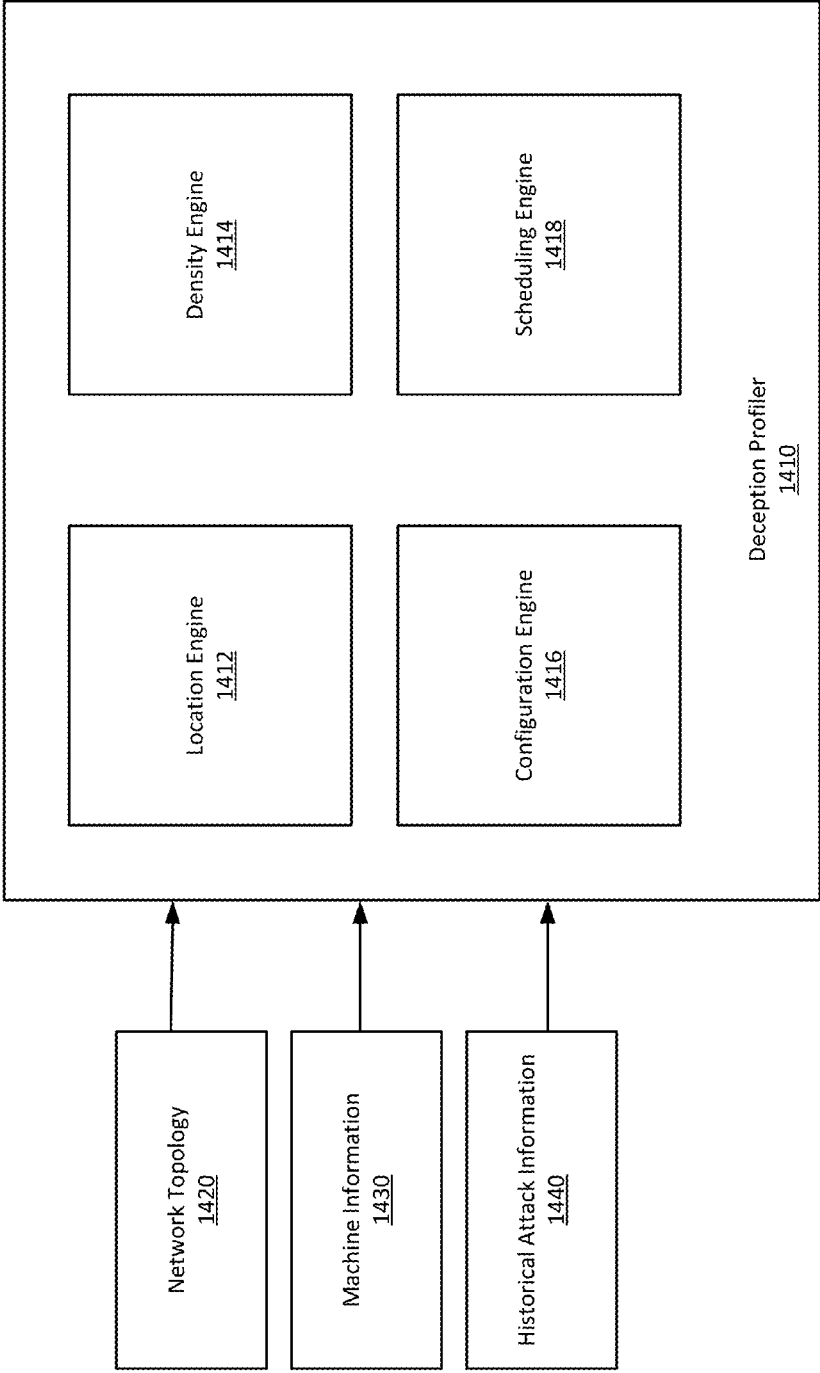 Network Topology
1420
Machine Information
1430
Historical Attack Information
1440
Location Engine
1412
Density Engine
1414
Configuration Engine
1416
Scheduling Engine
1418
Deception Profiler
1410